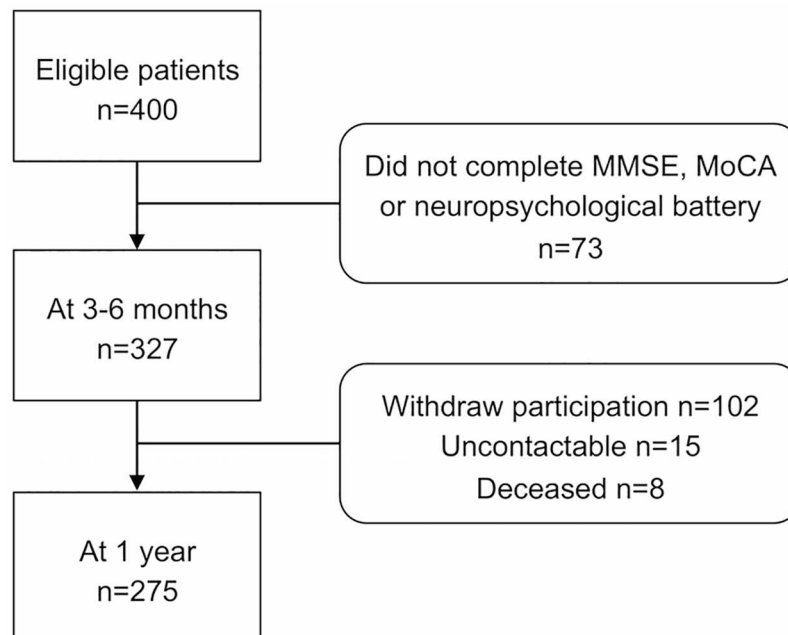 Eligible patients
n=400
Did not complete MMSE, MoCA
or neuropsychological battery
n=73
At 3-6 months
n=327
Withdraw participation n=102
Uncontactable n=15
Deceased n=8
At 1 year
n=275